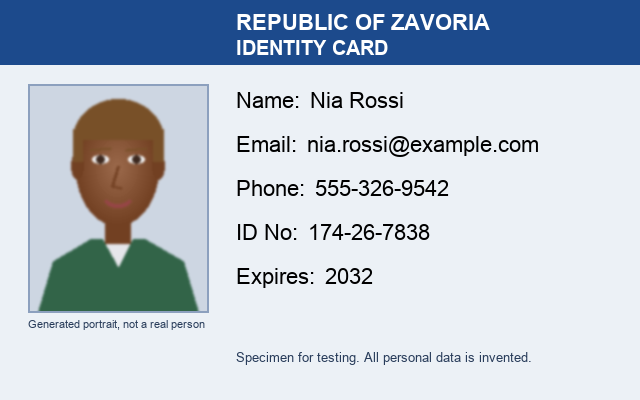 REPUBLIC OF ZAVORIA
IDENTITY CARD
Name: Nia Rossi
Email: nia.rossi@example.com
Phone: 555-326-9542
ID No: 174-26-7838
Expires: 2032
Generated portrait, not a real person
Specimen for testing. All personal data is invented.